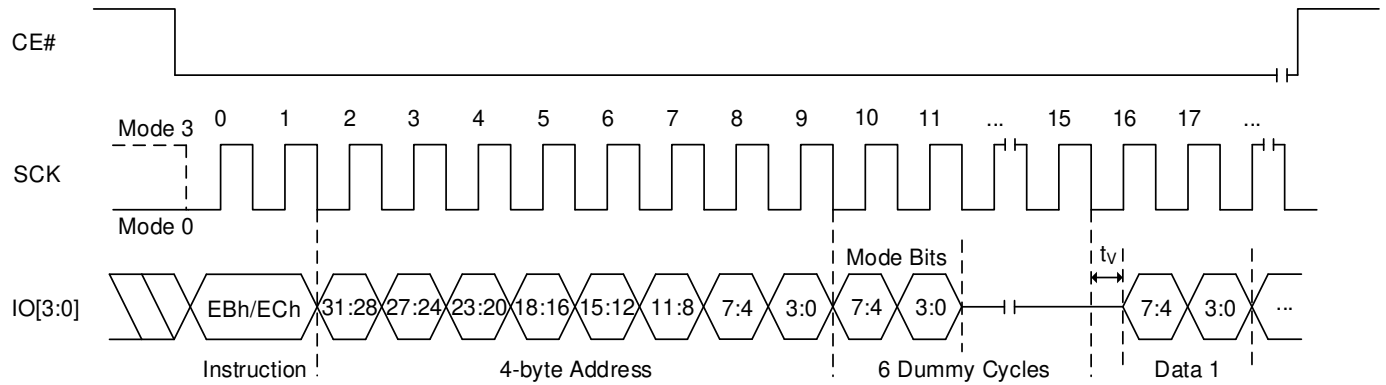 CE#
Mode 3 0 1 2 3 4 5 6 7 8 9 10 11 ... 15 16 17 ...
SCK
Mode 0
Mode Bits tV
IO[3:0] EBh/ECh 31:28 27:24 23:20 18:16 15:12 11:8 7:4 3:0 7:4 3:0 7:4 3:0 ...
Instruction 4-byte Address 6 Dummy Cycles Data 1